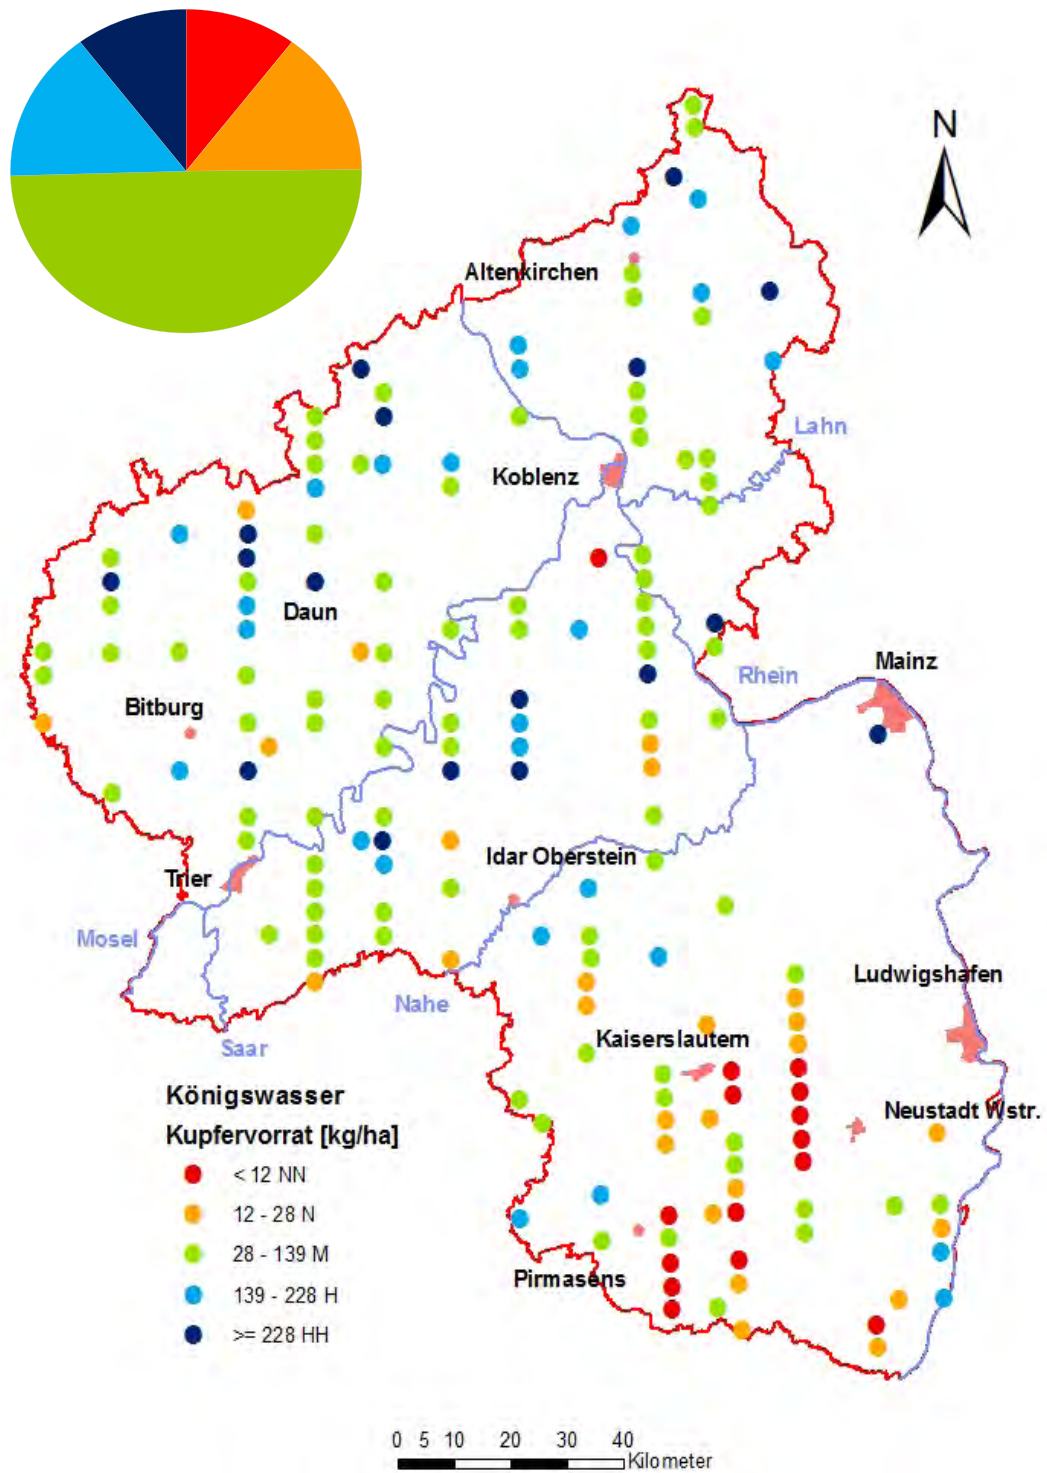 N
Altenkirchen
Lahn
Koblenz
Daun
Rhein
Mainz
Bitburg
Idar Oberstein
Trier
Mosel
Ludwigshafen
Nahe
Kaiserslautern
Saar
Königswasser
Kupfervorrat [kg/ha]
Neustadt Wstr.
< 12 NN
12 - 28 N
28 - 139 M
139 - 228 H
>= 228 HH
Pirmasens
0 5 10 20 30 40
Kilometer